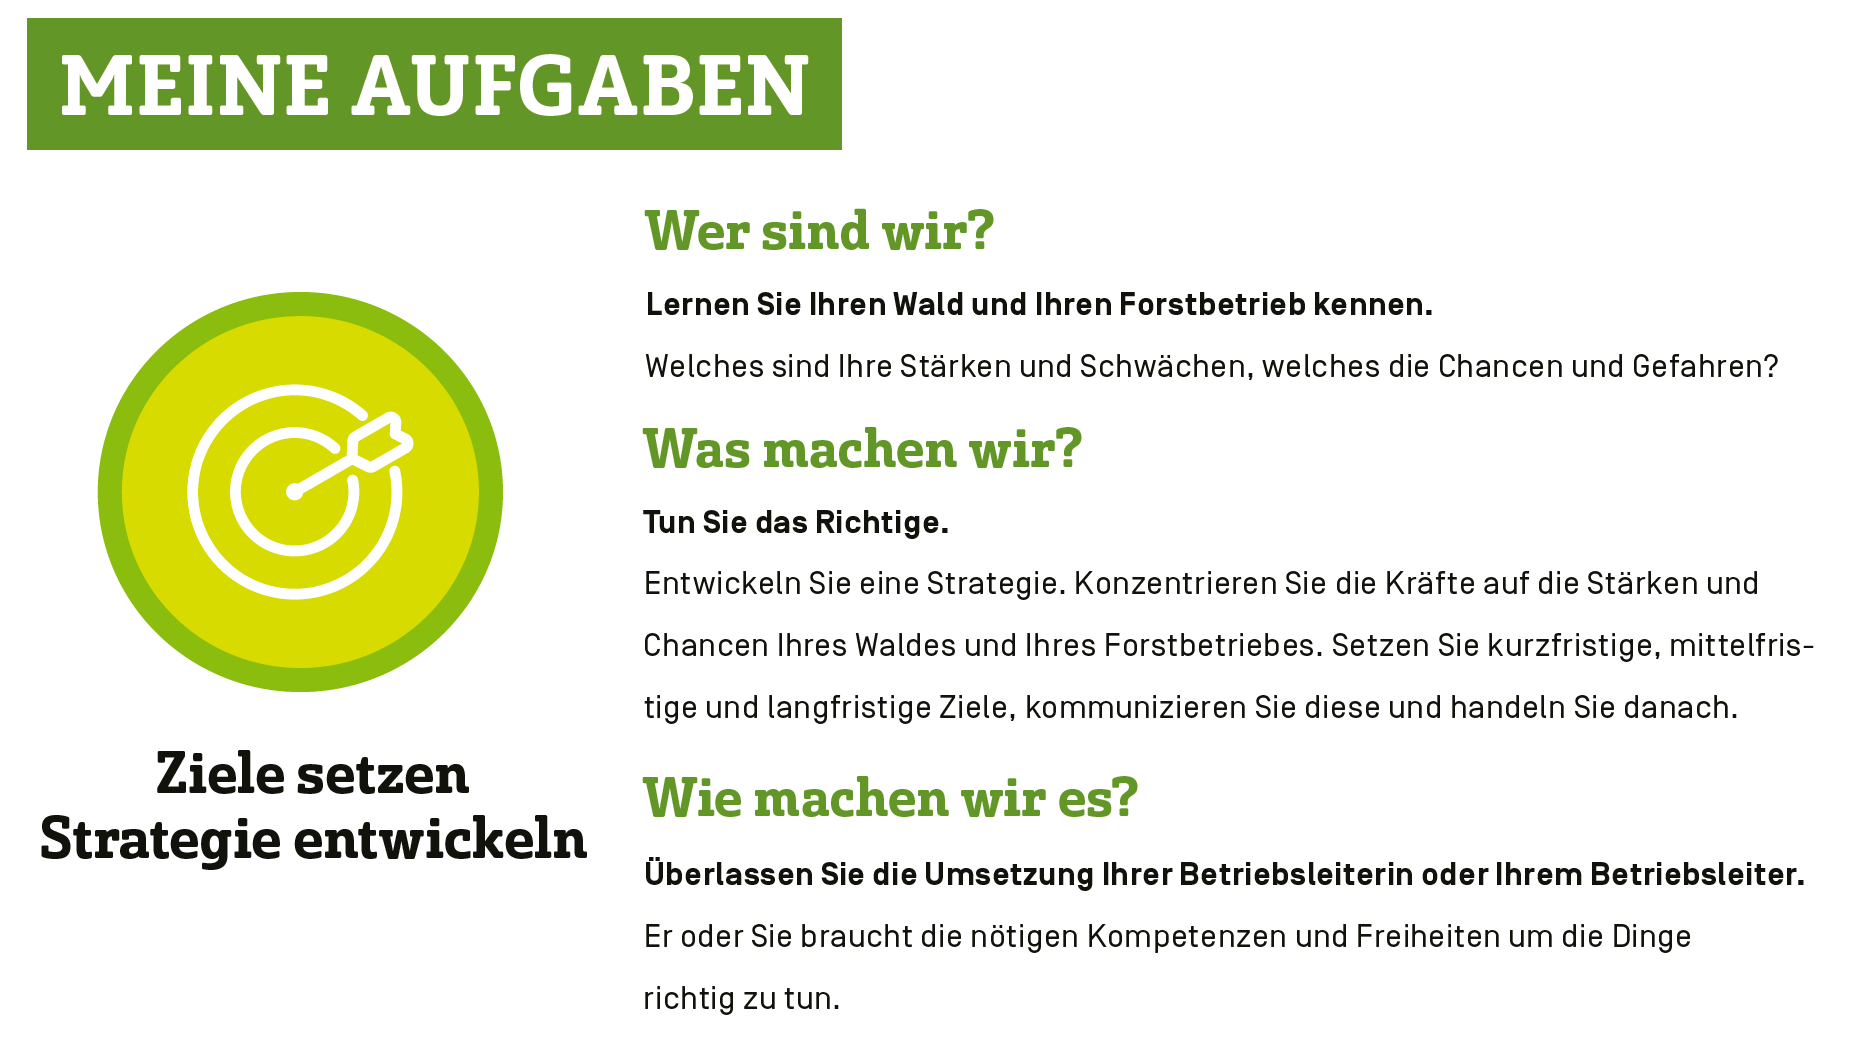 MEINE AUFGABEN
Wer sind wir?
Lernen Sie Ihren Wald und Ihren Forstbetrieb kennen.
Welches sind Ihre Stärken und Schwächen, welches die Chancen und Gefahren?
Was machen wir?
Tun Sie das Richtige.
Entwickeln Sie eine Strategie. Konzentrieren Sie die Kräfte auf die Stärken und
Chancen Ihres Waldes und Ihres Forstbetriebes. Setzen Sie kurzfristige, mittelfris-
tige und langfristige Ziele, kommunizieren Sie diese und handeln Sie danach.
Wie machen wir es?
Überlassen Sie die Umsetzung Ihrer Betriebsleiterin oder Ihrem Betriebsleiter.
Er oder Sie braucht die nötigen Kompetenzen und Freiheiten um die Dinge
richtig zu tun.
Ziele setzen
Strategie entwickeln